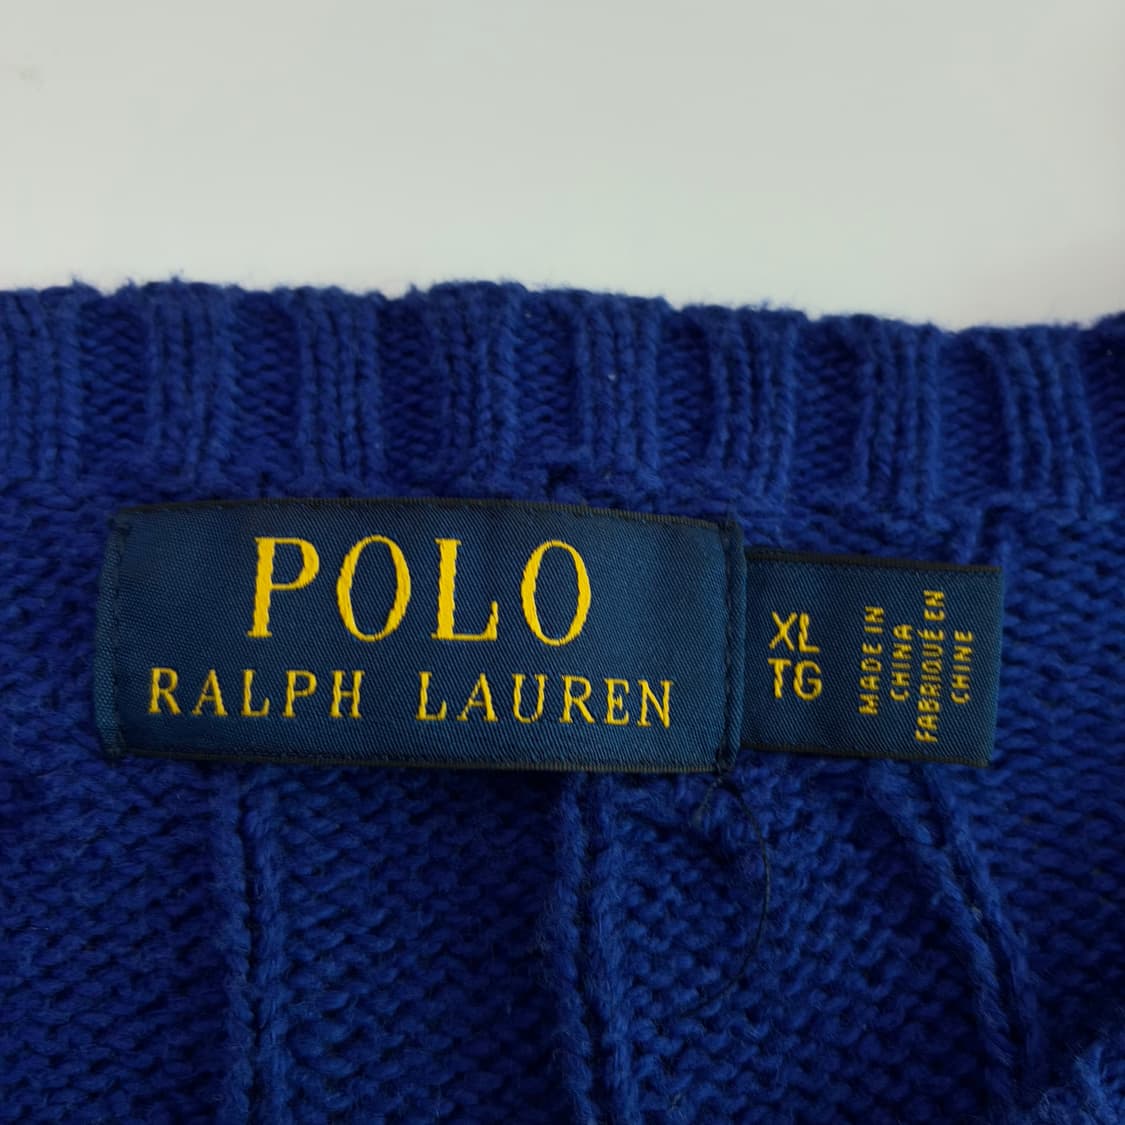 POLO
RALPH LAUREN
XL
TG
MADE IN
CHINA
FABRIQUÉ EN
CHINE